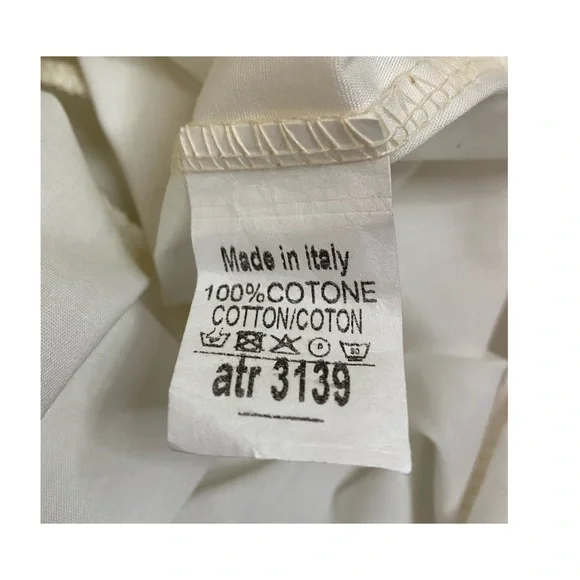 Made in Italy
100%COTONE
COTTON/COTON
atr 3139